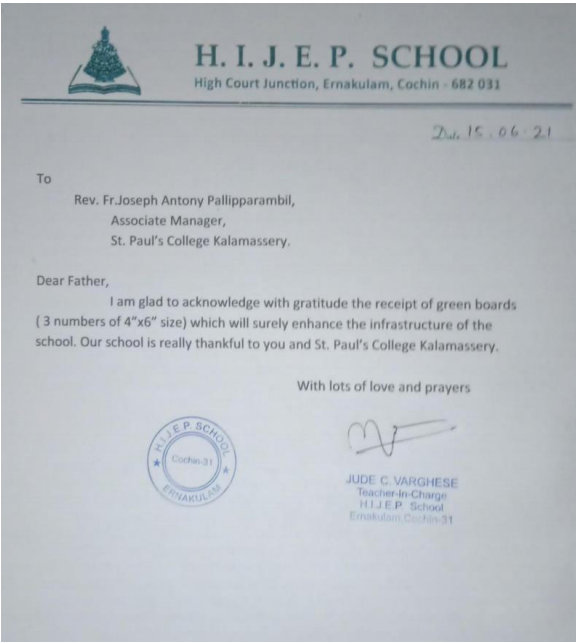 H. I. J. E. P. SCHOOL
High Court Junction, Ernakulam, Cochin - 682 031
Date 15.06.21
To
Rev. Fr.Joseph Antony Pallipparambil,
Associate Manager,
St. Paul's College Kalamassery.
Dear Father,
I am glad to acknowledge with gratitude the receipt of green boards
( 3 numbers of 4”x6” size) which will surely enhance the infrastructure of the
school. Our school is really thankful to you and St. Paul's College Kalamassery.
With lots of love and prayers
H.I.J.E.P. SCHOOL
Cochin-31
ERNAKULAM
JUDE C. VARGHESE
Teacher-In-Charge
H.I.J.E.P. School
Ernakulam, Cochin-31